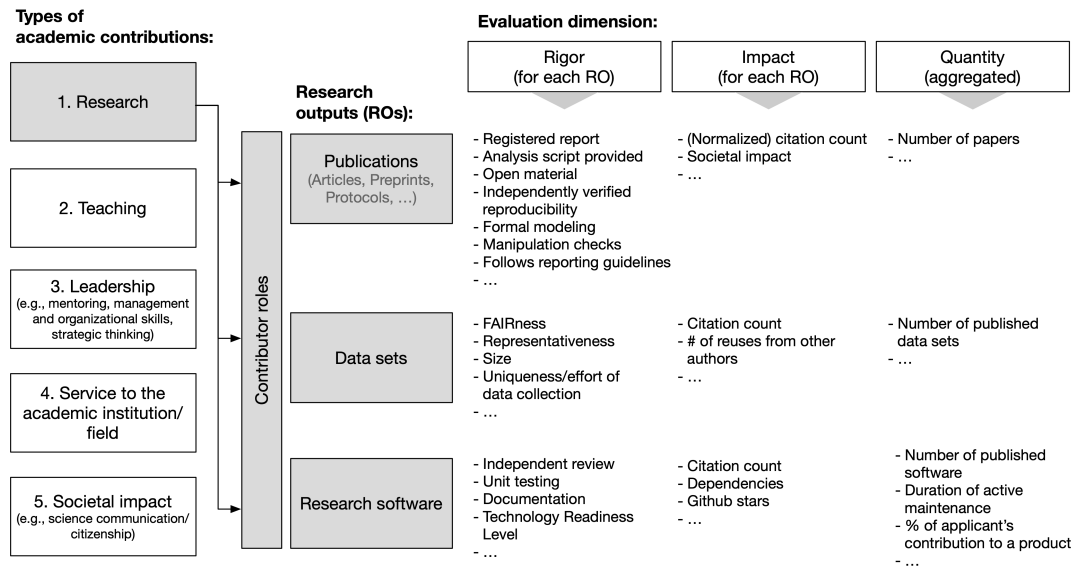 Types of
academic contributions:
1. Research
2. Teaching
3. Leadership
(e.g., mentoring, management
and organizational skills,
strategic thinking)
4. Service to the
academic institution/
field
5. Societal impact
(e.g., science communication/
citizenship)
Contributor roles
Research
outputs (ROs):
Publications
(Articles, Preprints,
Protocols, …)
Data sets
Research software
Evaluation dimension:
Rigor
(for each RO)
Impact
(for each RO)
Quantity
(aggregated)
- Registered report
- Analysis script provided
- Open material
- Independently verified
reproducibility
- Formal modeling
- Manipulation checks
- Follows reporting guidelines
- …
- (Normalized) citation count
- Societal impact
- …
- Number of papers
- …
- FAIRness
- Representativeness
- Size
- Uniqueness/effort of
data collection
- …
- Citation count
- # of reuses from other
authors
- …
- Number of published
data sets
- …
- Independent review
- Unit testing
- Documentation
- Technology Readiness
Level
- …
- Citation count
- Dependencies
- Github stars
- …
- Number of published
software
- Duration of active
maintenance
- % of applicant's
contribution to a product
- …